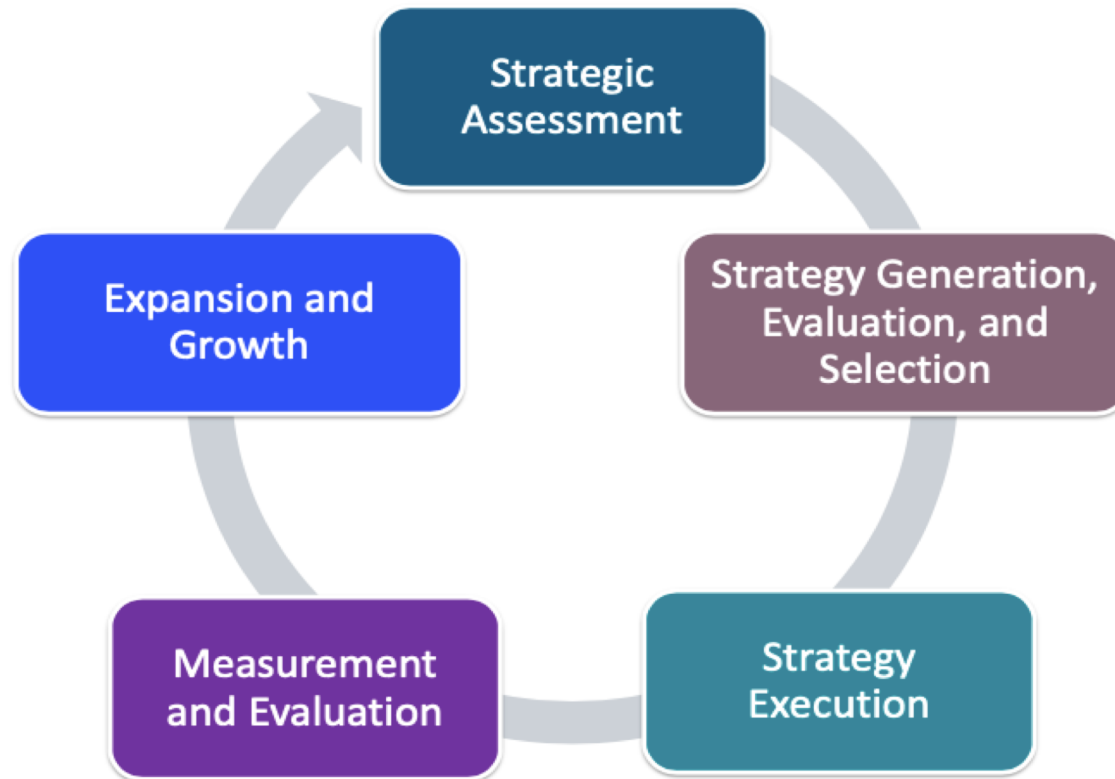 Strategic
Assessment
Strategy Generation,
Evaluation, and
Selection
Strategy
Execution
Measurement
and Evaluation
Expansion and
Growth